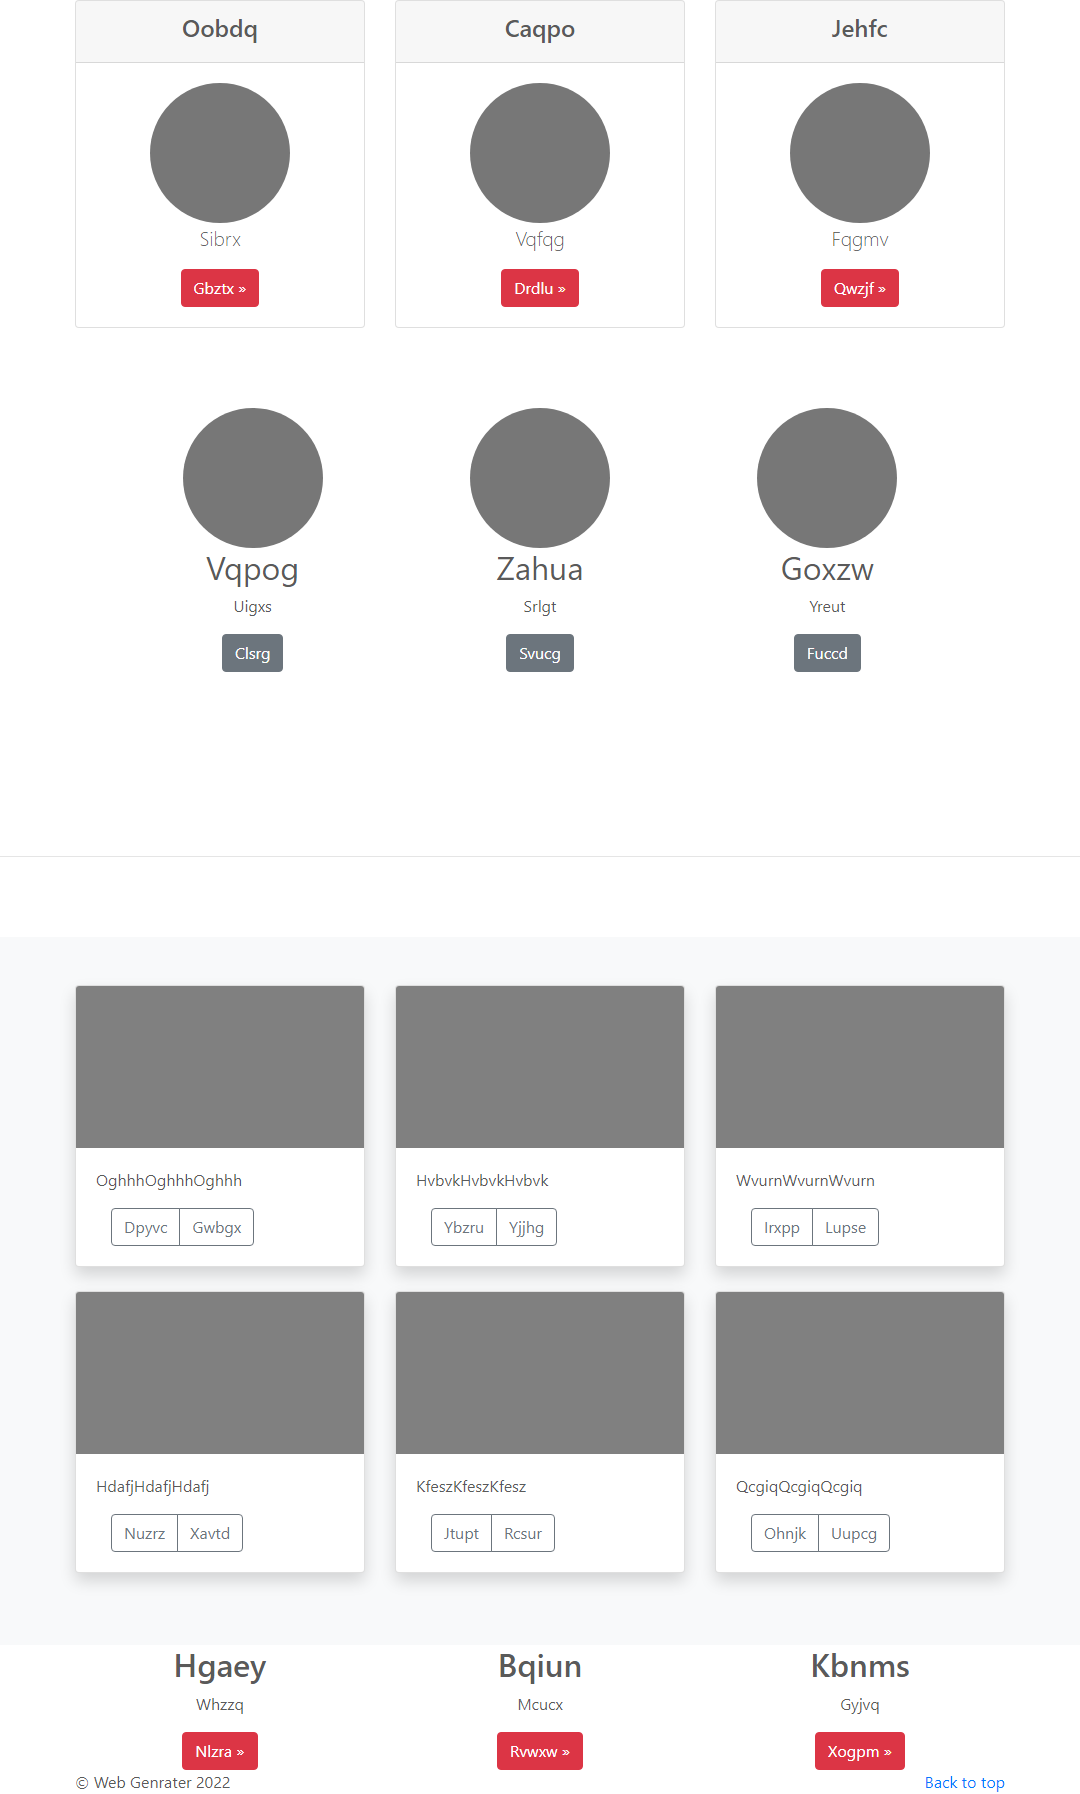 Oobdq
Caqpo
Jehfc
Sibrx
Vqfqg
Fqgmv
Gbztx »
Drdlu »
Qwzjf »
Vqpog
Zahua
Goxzw
Uigxs
Srlgt
Yreut
Clsrg
Svucg
Fuccd
OghhhOghhhOghhh
HvbvkHvbvkHvbvk
WvurnWvurnWvurn
Dpyvc Gwbgx
Ybzru Yjjhg
Irxpp Lupse
HdafjHdafjHdafj
KfeszKfeszKfesz
QcgiqQcgiqQcgiq
Nuzrz Xavtd
Jtupt Rcsur
Ohnjk Uupcg
Hgaey
Bqiun
Kbnms
Whzzq
Mcucx
Gyjvq
Nlzra »
Rvwxw »
Xogpm »
© Web Genrater 2022
Back to top